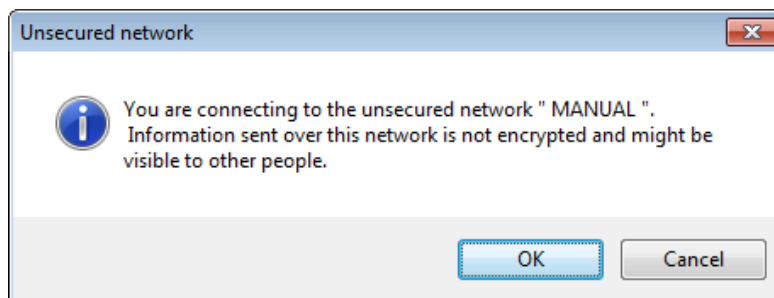 Unsecured network
You are connecting to the unsecured network " MANUAL ".
Information sent over this network is not encrypted and might be
visible to other people.
OK
Cancel